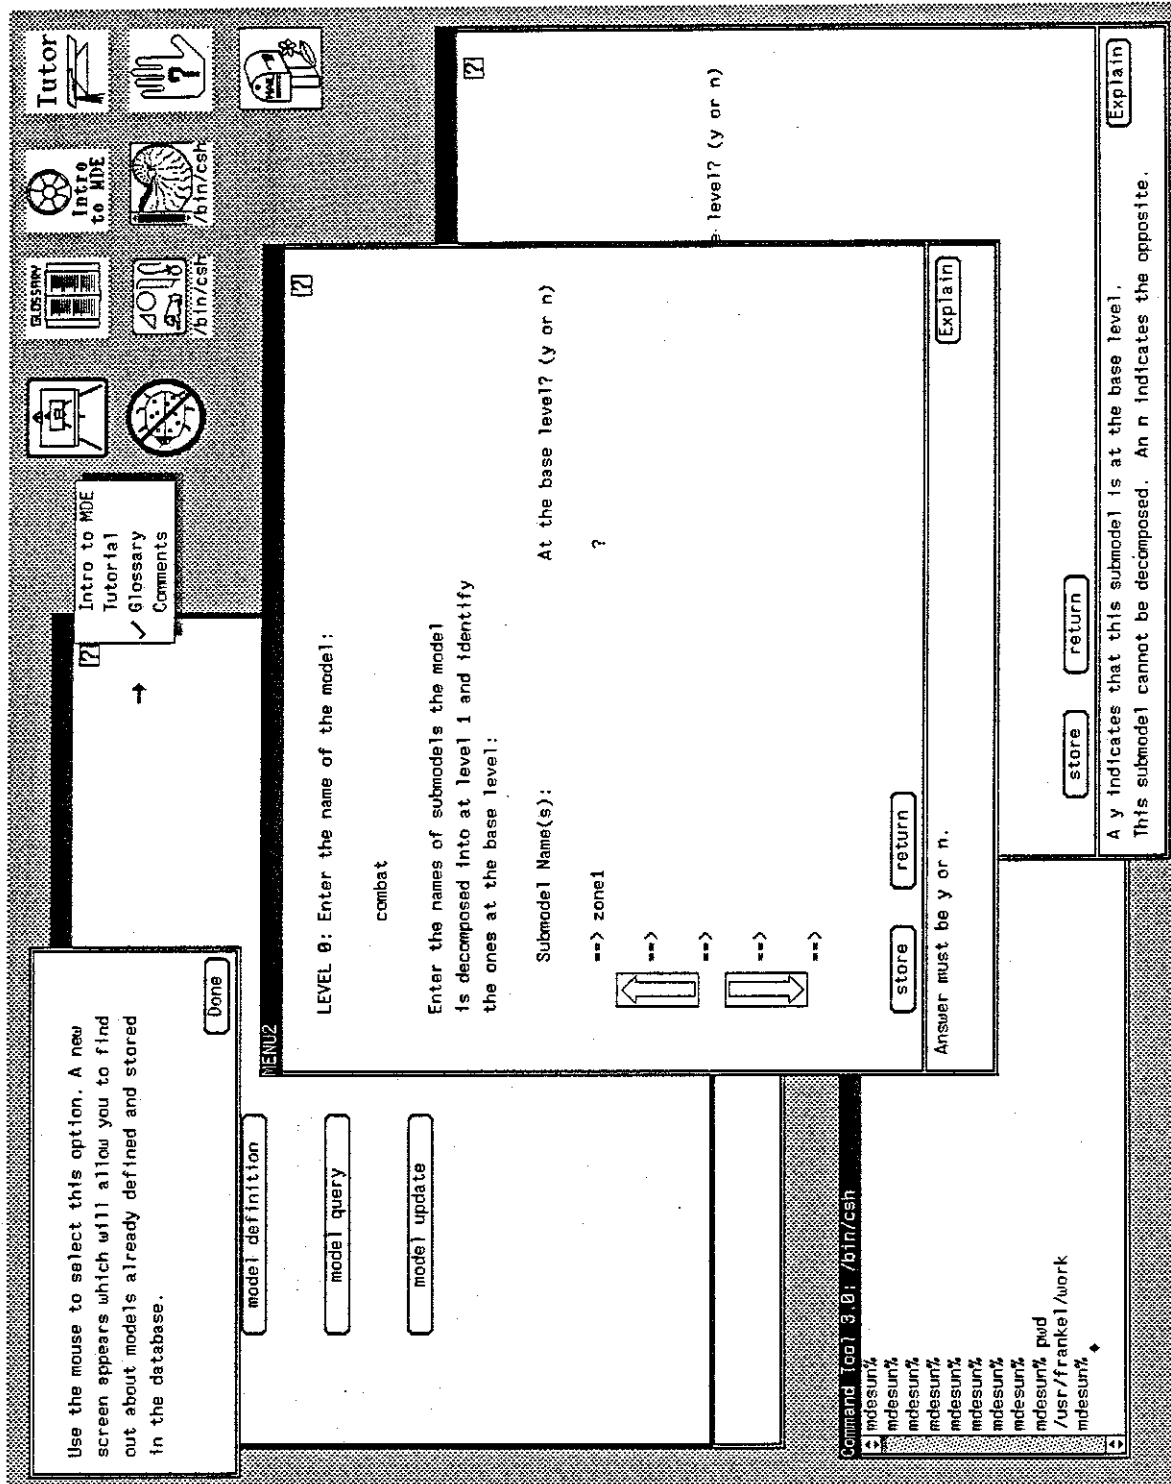 Use the mouse to select this option. A new
screen appears which will allow you to find
out about models already defined and stored
in the database.
Done
model definition
model query
model update
[?]
Intro to MDE
Tutorial
✓ Glossary
Comments
GLOSSARY
Intro
to MDE
Tutor
/bin/csh
/bin/csh
?
MAIL
MENU2
[?]
LEVEL 0: Enter the name of the model:
combat
Enter the names of submodels the model
is decomposed into at level 1 and identify
the ones at the base level:
Submodel Name(s): At the base level? (y or n)
==> zone1 ?
==>
==>
==>
==>
store return
Answer must be y or n.
Explain
[?]
e level? (y or n)
store return
A y indicates that this submodel is at the base level.
This submodel cannot be decomposed. An n indicates the opposite.
Explain
Command Tool 3.0: /bin/csh
mdesun%
mdesun%
mdesun%
mdesun%
mdesun%
mdesun%
mdesun%
mdesun% pwd
/usr/frankel/work
mdesun%